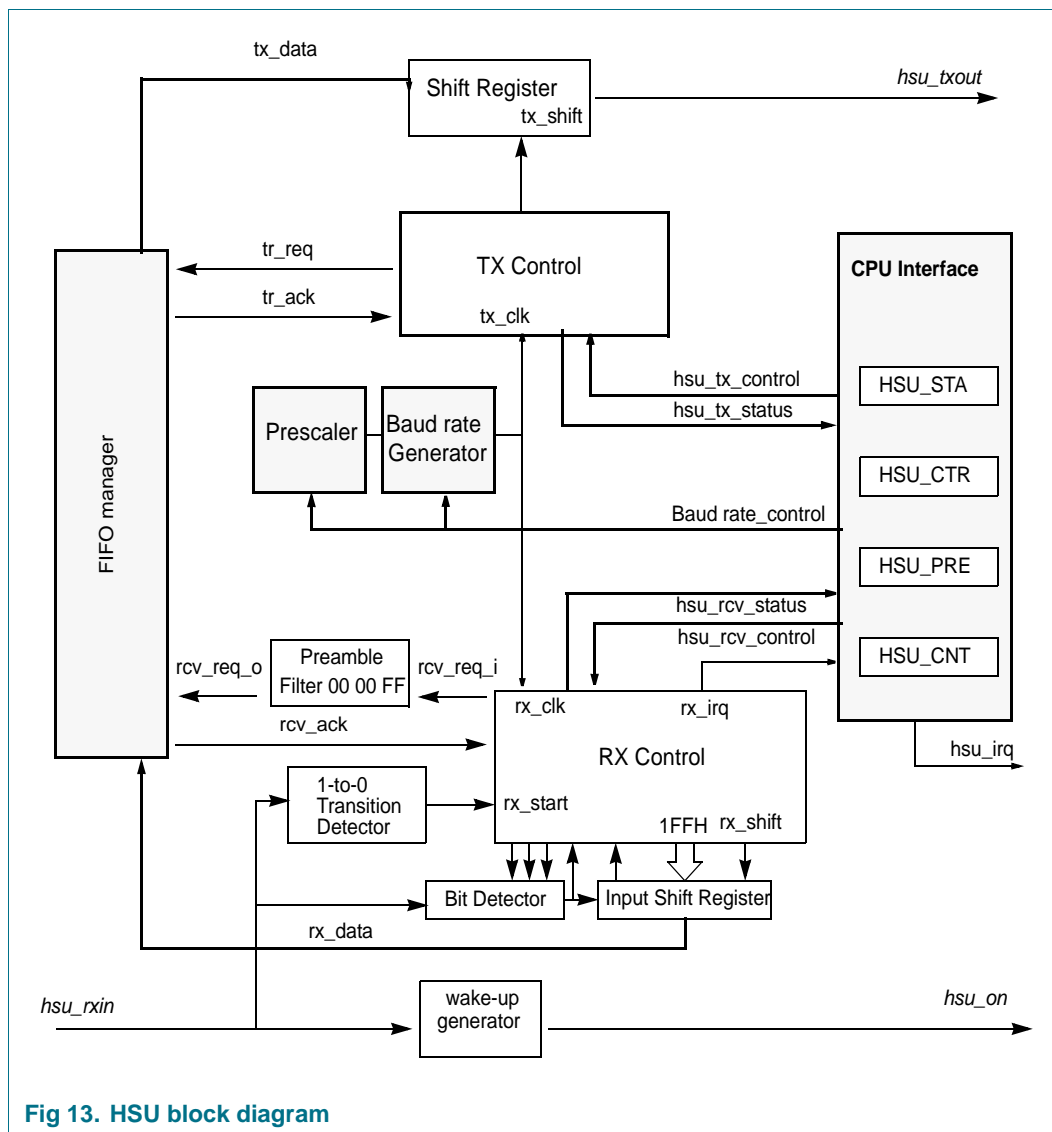 tx_data
Shift Register
tx_shift
hsu_txout
tr_req
tr_ack
TX Control
tx_clk
CPU Interface
FIFO manager
Prescaler
Baud rate
Generator
hsu_tx_control
hsu_tx_status
HSU_STA
HSU_CTR
Baud rate_control
HSU_PRE
hsu_rcv_status
hsu_rcv_control
HSU_CNT
rcv_req_o
Preamble
Filter 00 00 FF
rcv_req_i
rcv_ack
rx_clk
rx_irq
RX Control
hsu_irq
1-to-0
Transition
Detector
rx_start
1FFH
rx_shift
Bit Detector
Input Shift Register
rx_data
hsu_rxin
wake-up
generator
hsu_on
Fig 13. HSU block diagram